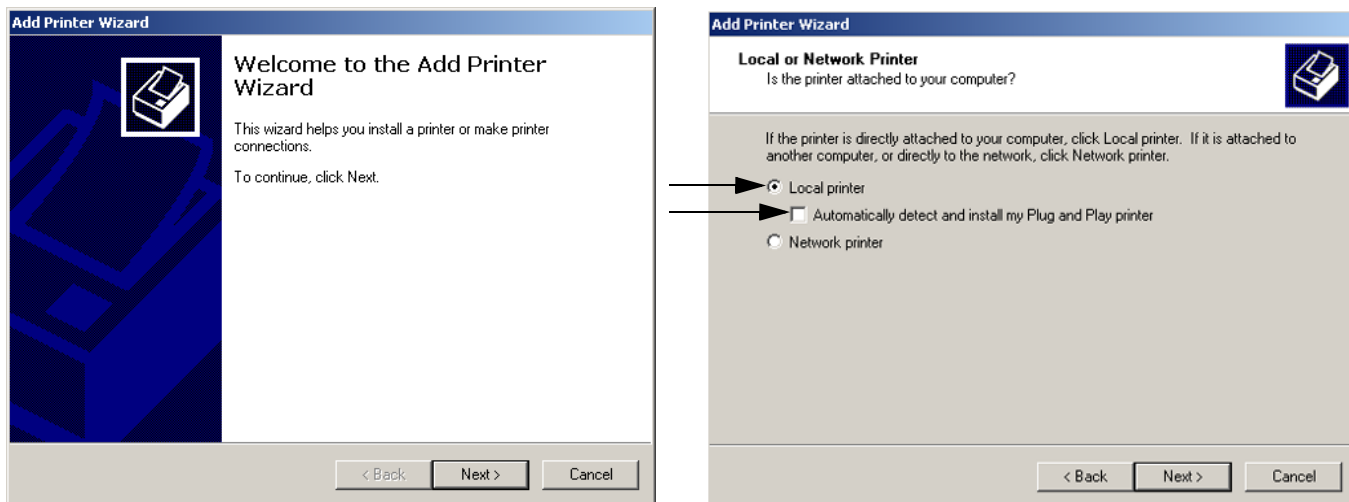 Add Printer Wizard
Welcome to the Add Printer
Wizard
This wizard helps you install a printer or make printer
connections.
To continue, click Next.
< Back
Next >
Cancel
Add Printer Wizard
Local or Network Printer
Is the printer attached to your computer?
If the printer is directly attached to your computer, click Local printer. If it is attached to
another computer, or directly to the network, click Network printer.
Local printer
Automatically detect and install my Plug and Play printer
Network printer
< Back
Next >
Cancel